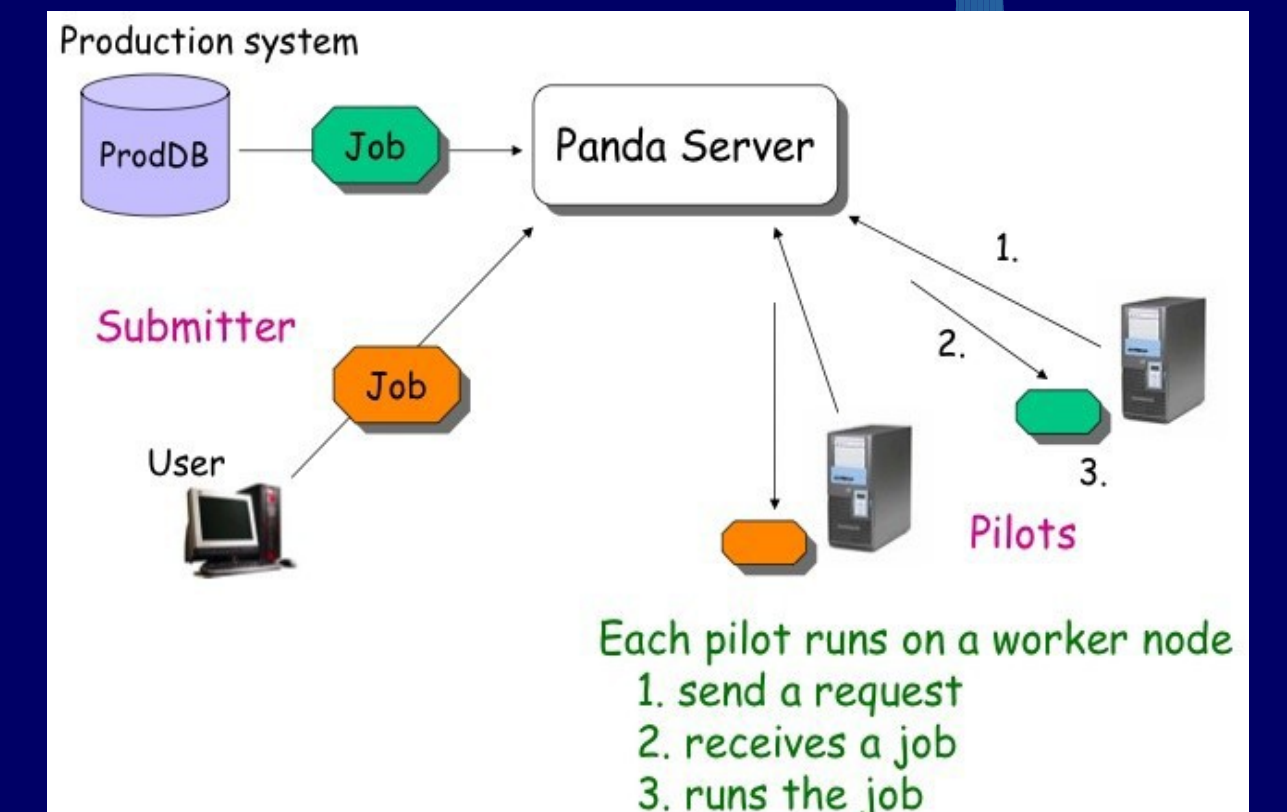 Production system
ProdDB
Job
Panda Server
1.
Submitter
2.
Job
User
3.
Pilots
Each pilot runs on a worker node
1. send a request
2. receives a job
3. runs the job